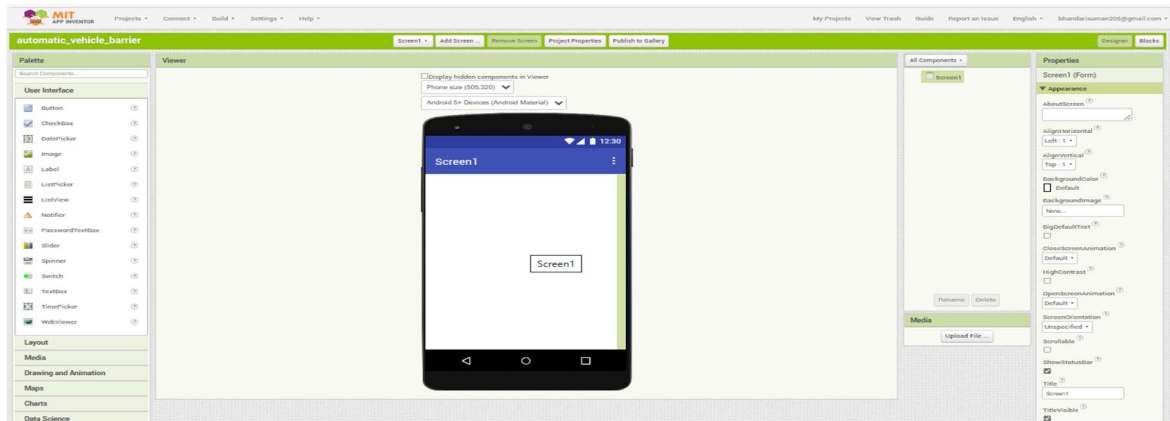 MIT
APP INVENTOR
Projects
Connect
Build
Settings
Help
My Projects
View Trash
Guide
Report an Issue
English
bhandarisuman205@gmail.com
automatic_vehicle_barrier
Screen1
Add Screen ...
Remove Screen
Project Properties
Publish to Gallery
Designer
Blocks
Palette
Search Components...
User Interface
Button
CheckBox
DatePicker
Image
Label
ListPicker
ListView
Notifier
PasswordTextBox
Slider
Spinner
Switch
TextBox
TimePicker
WebViewer
Layout
Media
Drawing and Animation
Maps
Charts
Data Science
Viewer
Display hidden components in Viewer
Phone size (505,320)
Android 5+ Devices (Android Material)
12:30
Screen1
Screen1
All Components
Screen1
Rename
Delete
Media
Upload File ...
Properties
Screen1 (Form)
Appearance
AboutScreen
AlignHorizontal
Left : 1
AlignVertical
Top : 1
BackgroundColor
Default
BackgroundImage
None...
BigDefaultText
CloseScreenAnimation
Default
HighContrast
OpenScreenAnimation
Default
ScreenOrientation
Unspecified
Scrollable
ShowStatusBar
Title
Screen1
TitleVisible